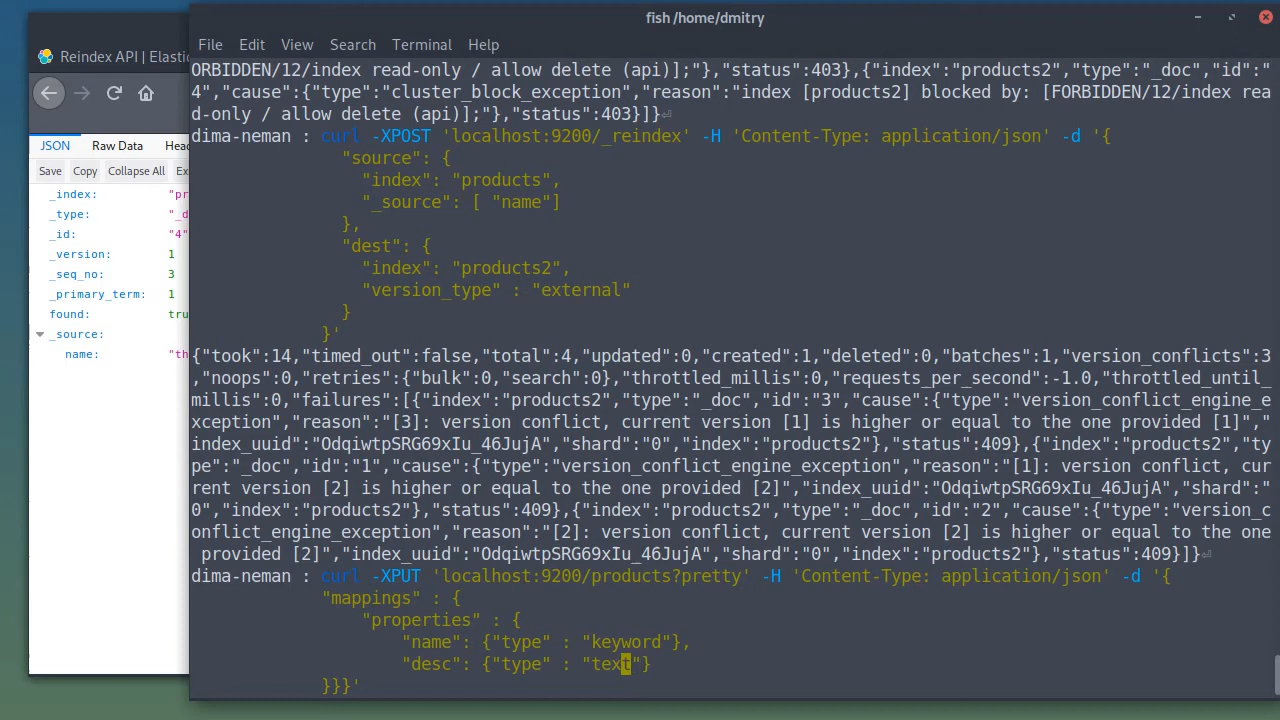 fish /home/dmitry
Reindex API | Elastic
File Edit View Search Terminal Help
JSON Raw Data Head
Save Copy Collapse All Ex
_index: "pr
_type: "_d
_id: "4"
_version: 1
_seq_no: 3
_primary_term: 1
found: tru
_source:
name: "th
ORBIDDEN/12/index read-only / allow delete (api)];"},"status":403},{"index":"products2","type":"_doc","id":"
4","cause":{"type":"cluster_block_exception","reason":"index [products2] blocked by: [FORBIDDEN/12/index rea
d-only / allow delete (api)];"},"status":403}]}⏎
dima-neman : curl -XPOST 'localhost:9200/_reindex' -H 'Content-Type: application/json' -d '{
"source": {
"index": "products",
"_source": [ "name"]
},
"dest": {
"index": "products2",
"version_type" : "external"
}
}'
{"took":14,"timed_out":false,"total":4,"updated":0,"created":1,"deleted":0,"batches":1,"version_conflicts":3
,"noops":0,"retries":{"bulk":0,"search":0},"throttled_millis":0,"requests_per_second":-1.0,"throttled_until_
millis":0,"failures":[{"index":"products2","type":"_doc","id":"3","cause":{"type":"version_conflict_engine_e
xception","reason":"[3]: version conflict, current version [1] is higher or equal to the one provided [1]","
index_uuid":"OdqiwtpSRG69xIu_46JujA","shard":"0","index":"products2"},"status":409},{"index":"products2","ty
pe":"_doc","id":"1","cause":{"type":"version_conflict_engine_exception","reason":"[1]: version conflict, cur
rent version [2] is higher or equal to the one provided [2]","index_uuid":"OdqiwtpSRG69xIu_46JujA","shard":"
0","index":"products2"},"status":409},{"index":"products2","type":"_doc","id":"2","cause":{"type":"version_c
onflict_engine_exception","reason":"[2]: version conflict, current version [2] is higher or equal to the one
provided [2]","index_uuid":"OdqiwtpSRG69xIu_46JujA","shard":"0","index":"products2"},"status":409}]}⏎
dima-neman : curl -XPUT 'localhost:9200/products?pretty' -H 'Content-Type: application/json' -d '{
"mappings" : {
"properties" : {
"name": {"type" : "keyword"},
"desc": {"type" : "text"}
}}}'